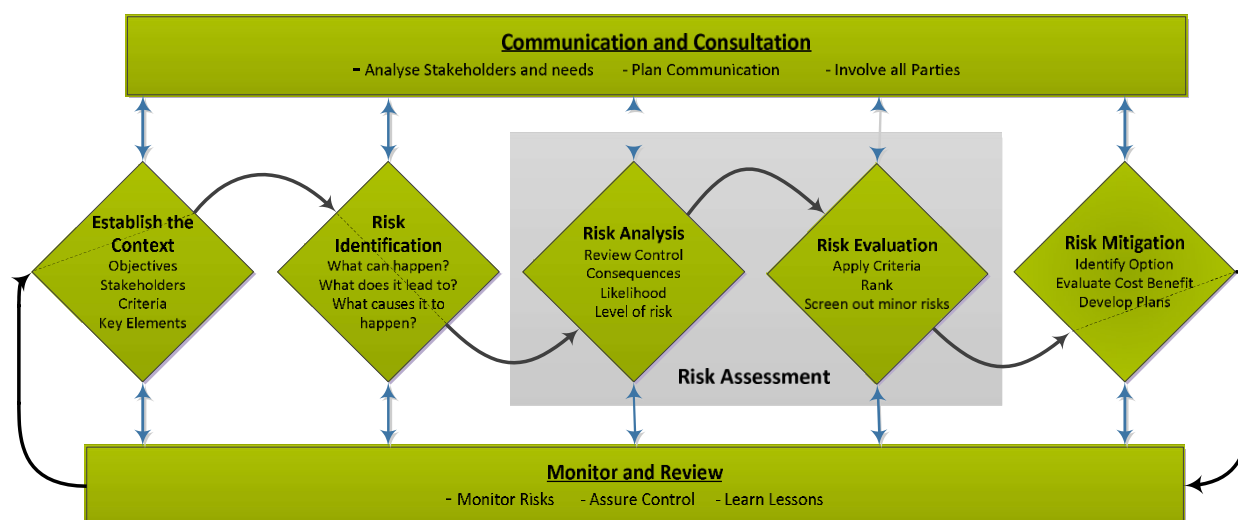 Communication and Consultation
- Analyse Stakeholders and needs - Plan Communication - Involve all Parties
Establish the
Context
Objectives
Stakeholders
Criteria
Key Elements
Risk
Identification
What can happen?
What does it lead to?
What causes it to
happen?
Risk Analysis
Review Control
Consequences
Likelihood
Level of risk
Risk Evaluation
Apply Criteria
Rank
Screen out minor risks
Risk Mitigation
Identify Option
Evaluate Cost Benefit
Develop Plans
Risk Assessment
Monitor and Review
- Monitor Risks - Assure Control - Learn Lessons